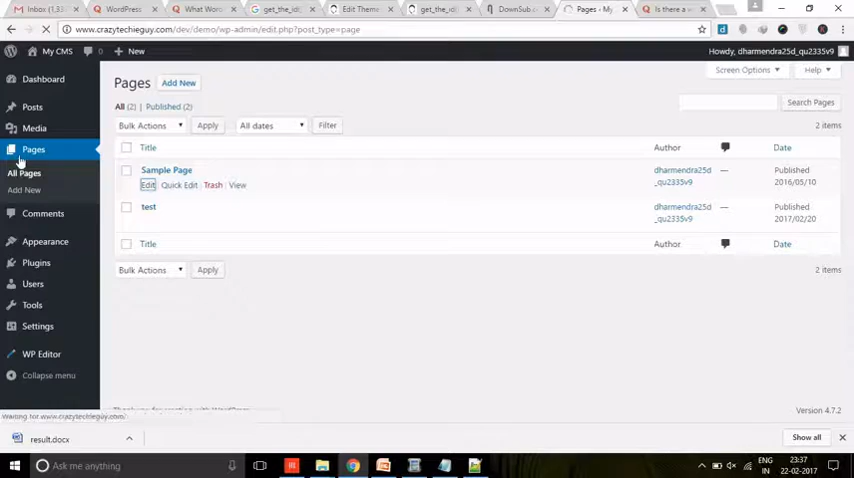 Inbox (1,33
WordPress
What Wor
get_the_id(
Edit Them
get_the_id(
DownSub.c
Pages ‹ My
Is there a w
www.crazytechieguy.com/dev/demo/wp-admin/edit.php?post_type=page
My CMS
0
+ New
Howdy, dharmendra25d_qu2335v9
Screen Options
Help
Dashboard
Posts
Media
Pages
All Pages
Add New
Comments
Appearance
Plugins
Users
Tools
Settings
WP Editor
Collapse menu
Pages
Add New
All (2) | Published (2)
Search Pages
Bulk Actions
Apply
All dates
Filter
2 items
Title
Author
Date
Sample Page
dharmendra25d
_qu2335v9
—
Published
2016/05/10
Edit | Quick Edit | Trash | View
test
dharmendra25d
_qu2335v9
—
Published
2017/02/20
Title
Author
Date
Bulk Actions
Apply
2 items
Version 4.7.2
Waiting for www.crazytechieguy.com...
result.docx
Show all
Ask me anything
ENG
IN
23:37
22-02-2017